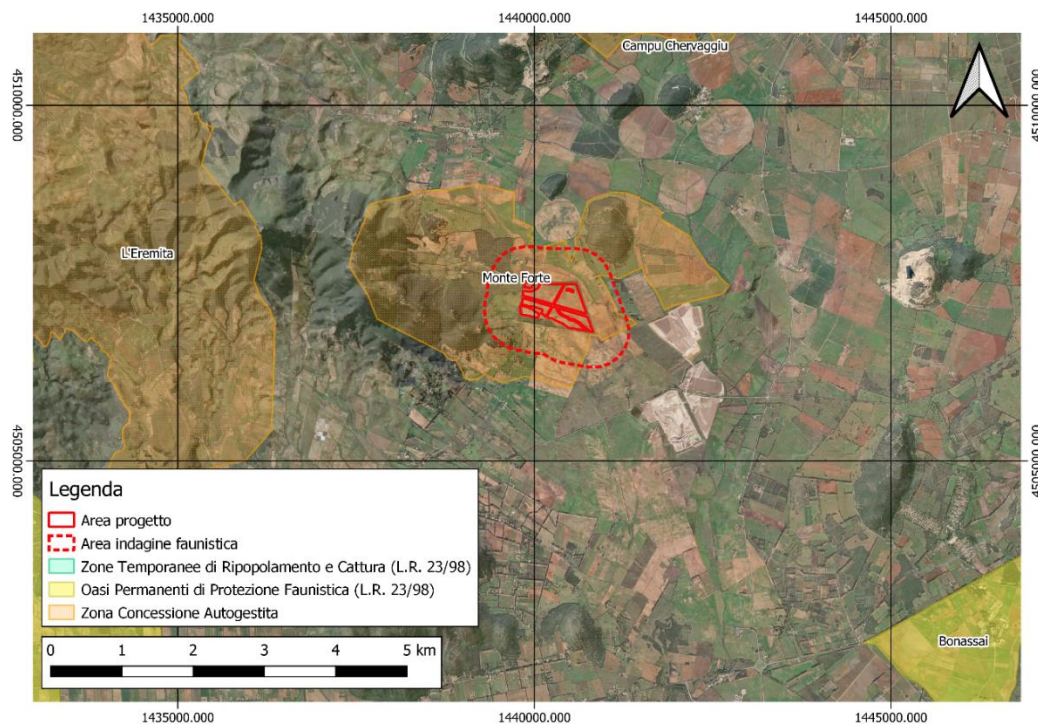 1435000.000
1440000.000
1445000.000
Campu Chervaggiu
4510000.000
4510000.000
L'Eremita
Monte Forte
4505000.000
4505000.000
Legenda
Area progetto
Area indagine faunistica
Zone Temporanee di Ripopolamento e Cattura (L.R. 23/98)
Oasi Permanenti di Protezione Faunistica (L.R. 23/98)
Zona Concessione Autogestita
0 1 2 3 4 5 km
Bonassai
1435000.000
1440000.000
1445000.000